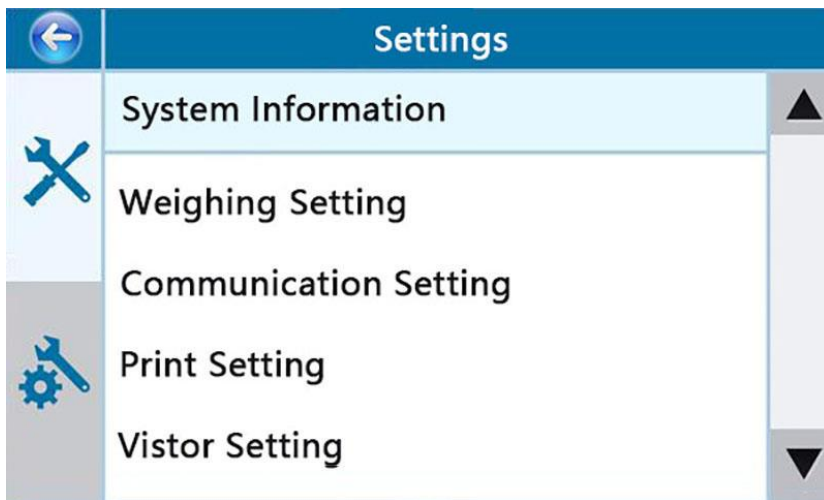 Settings
System Information
Weighing Setting
Communication Setting
Print Setting
Vistor Setting